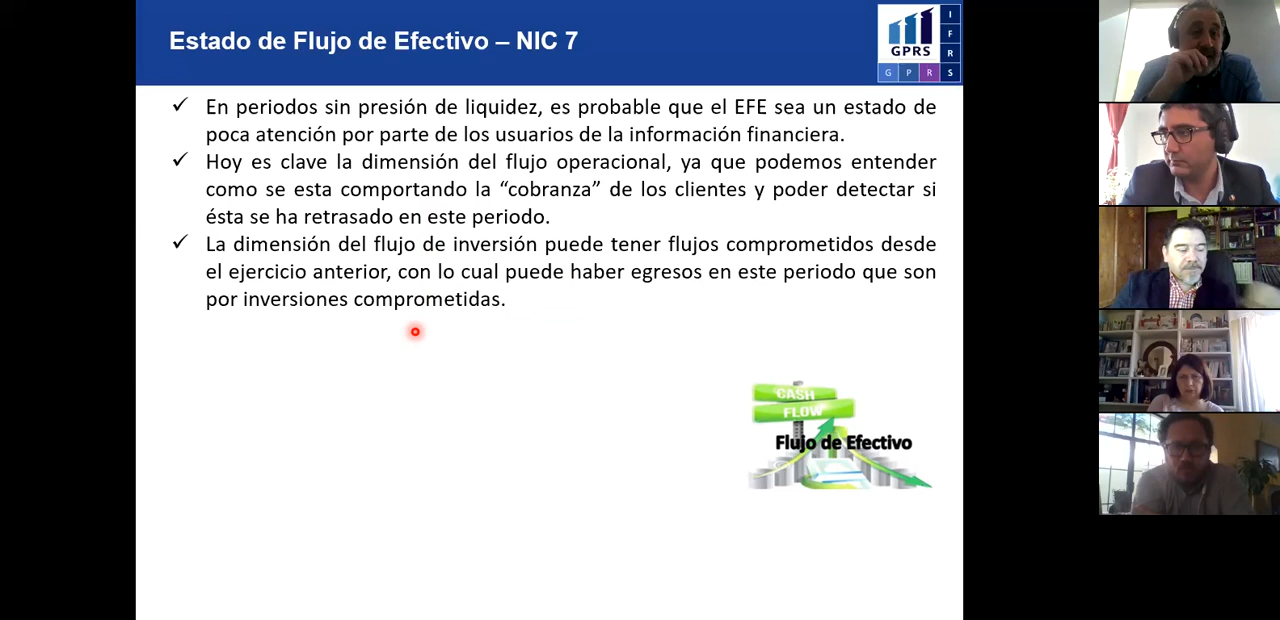 Estado de Flujo de Efectivo – NIC 7
GPRS
I
F
R
G P R S
✓ En periodos sin presión de liquidez, es probable que el EFE sea un estado de
poca atención por parte de los usuarios de la información financiera.
✓ Hoy es clave la dimensión del flujo operacional, ya que podemos entender
como se esta comportando la “cobranza” de los clientes y poder detectar si
ésta se ha retrasado en este periodo.
✓ La dimensión del flujo de inversión puede tener flujos comprometidos desde
el ejercicio anterior, con lo cual puede haber egresos en este periodo que son
por inversiones comprometidas.
CASH
FLOW
Flujo de Efectivo